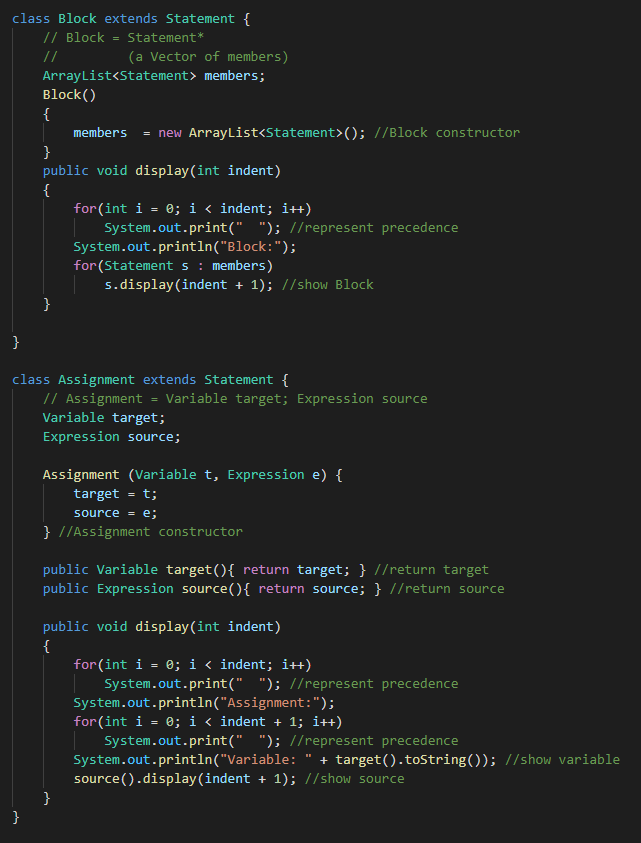 class Block extends Statement {
    // Block = Statement*
    //         (a Vector of members)
    ArrayList<Statement> members;
    Block()
    {
        members  = new ArrayList<Statement>(); //Block constructor
    }
    public void display(int indent)
    {
        for(int i = 0; i < indent; i++)
            System.out.print("  "); //represent precedence
        System.out.println("Block:");
        for(Statement s : members)
            s.display(indent + 1); //show Block
    }

}

class Assignment extends Statement {
    // Assignment = Variable target; Expression source
    Variable target;
    Expression source;

    Assignment (Variable t, Expression e) {
        target = t;
        source = e;
    } //Assignment constructor

    public Variable target(){ return target; } //return target
    public Expression source(){ return source; } //return source

    public void display(int indent)
    {
        for(int i = 0; i < indent; i++)
            System.out.print("  "); //represent precedence
        System.out.println("Assignment:");
        for(int i = 0; i < indent + 1; i++)
            System.out.print("  "); //represent precedence
        System.out.println("Variable: " + target().toString()); //show variable
        source().display(indent + 1); //show source
    }
}